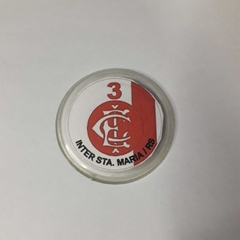 3
INTER STA. MARIA / RS